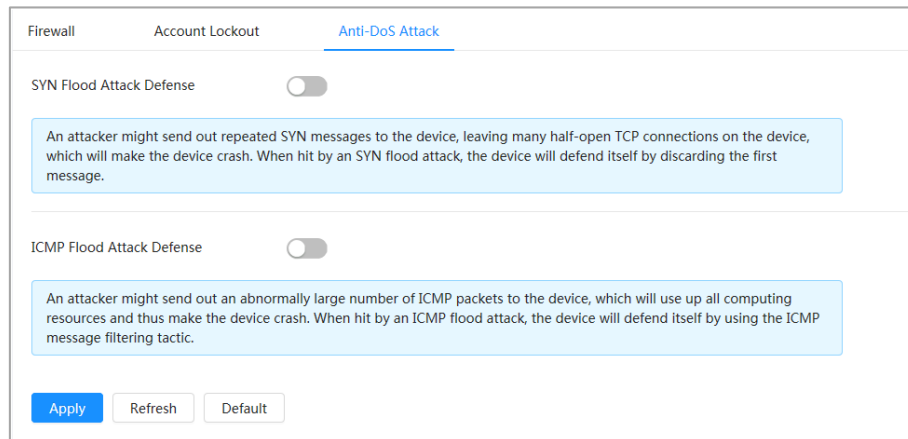 Firewall Account Lockout Anti-DoS Attack
SYN Flood Attack Defense
An attacker might send out repeated SYN messages to the device, leaving many half-open TCP connections on the device,
which will make the device crash. When hit by an SYN flood attack, the device will defend itself by discarding the first
message.
ICMP Flood Attack Defense
An attacker might send out an abnormally large number of ICMP packets to the device, which will use up all computing
resources and thus make the device crash. When hit by an ICMP flood attack, the device will defend itself by using the ICMP
message filtering tactic.
Apply Refresh Default